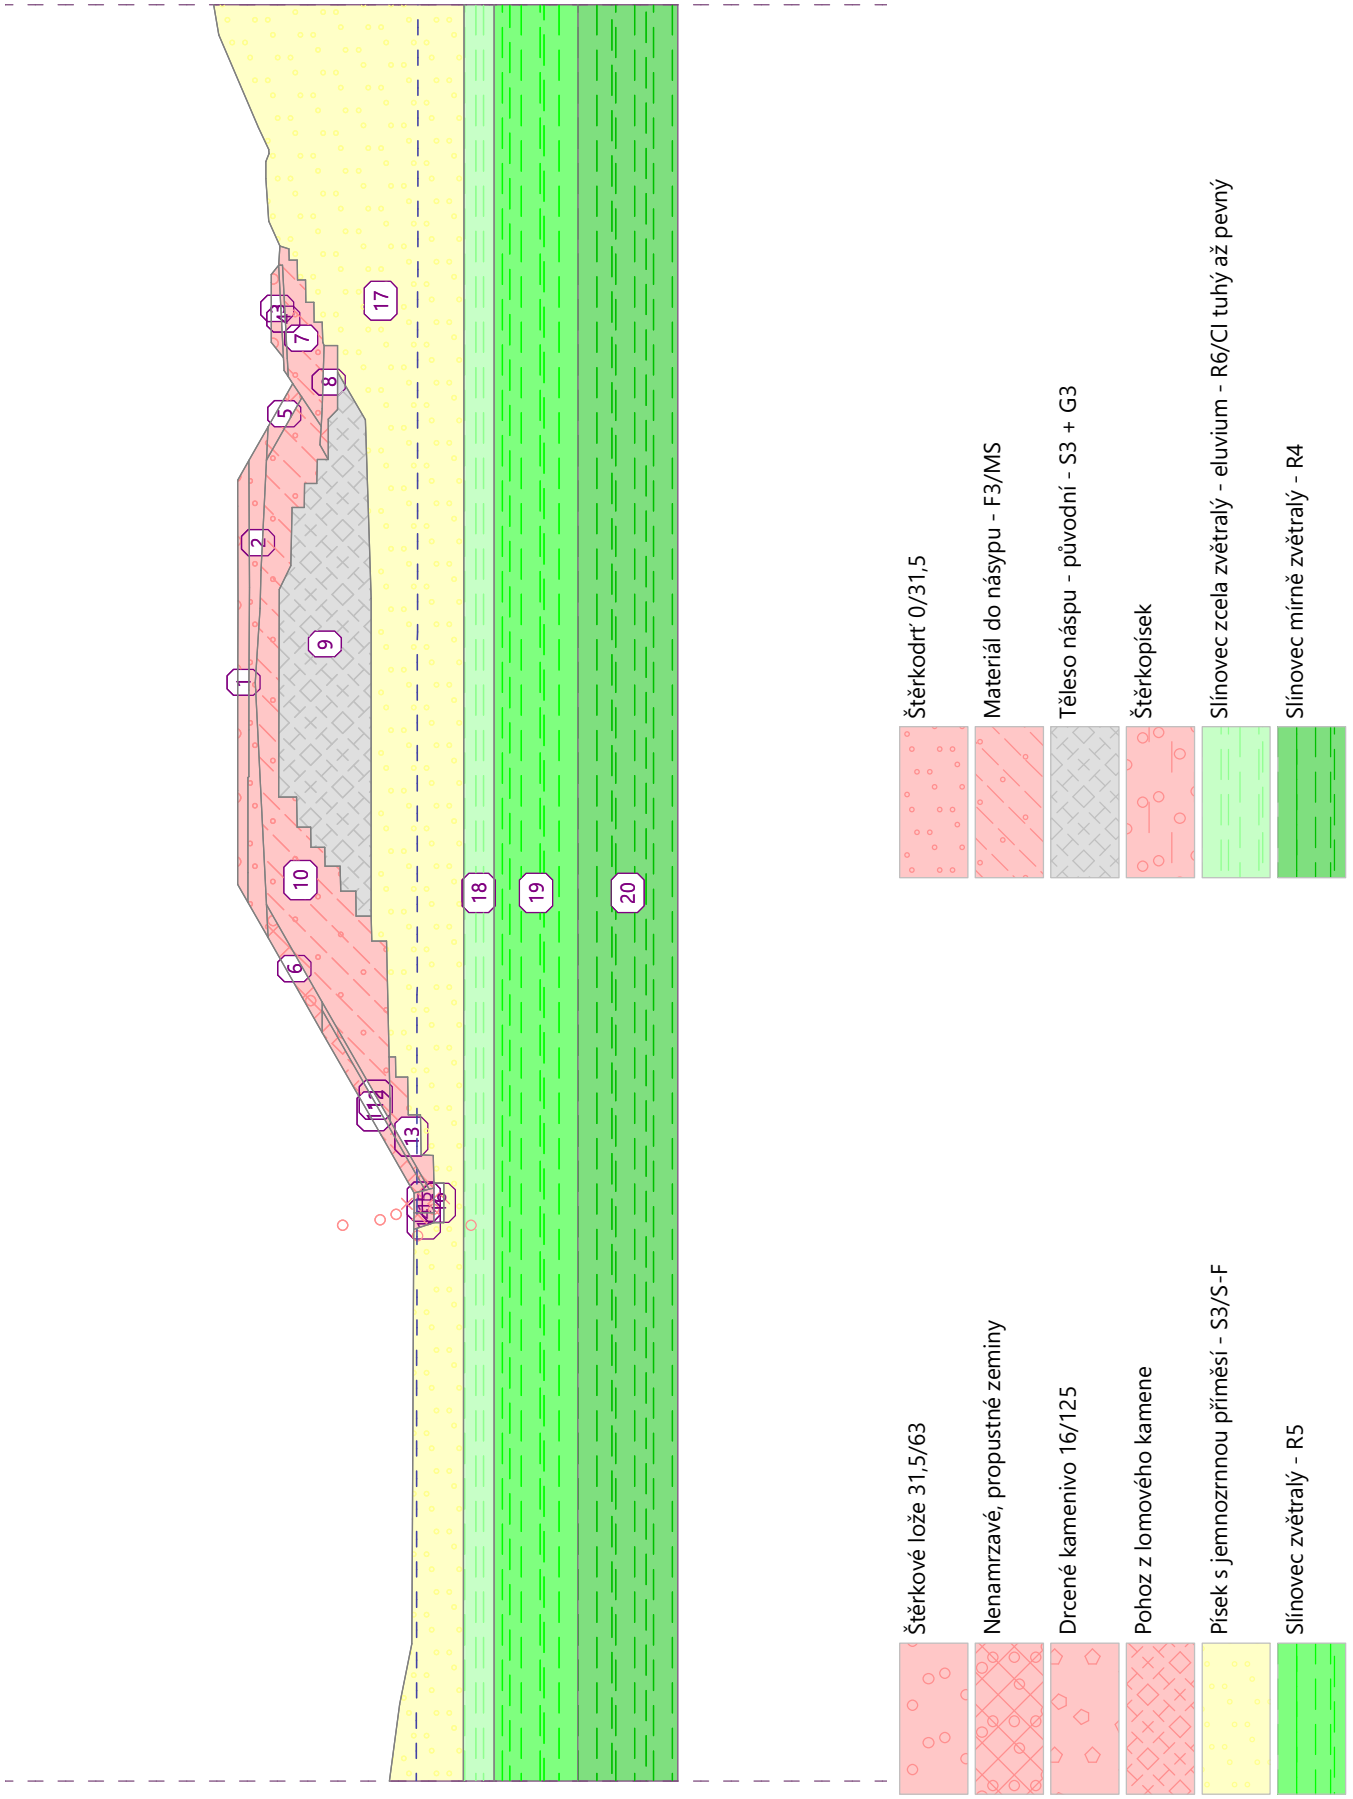 1
2
3
5
6
7
8
9
10
13
17
18
19
20
Štěrkové lože 31,5/63
Štěrkodrť 0/31,5
Nenamrzavé, propustné zeminy
Materiál do násypu - F3/MS
Drcené kamenivo 16/125
Těleso náspu - původní - S3 + G3
Pohoz z lomového kamene
Štěrkopísek
Písek s jemnozrnnou příměsí - S3/S-F
Slínovec zcela zvětralý - eluvium - R6/CI tuhý až pevný
Slínovec zvětralý - R5
Slínovec mírně zvětralý - R4